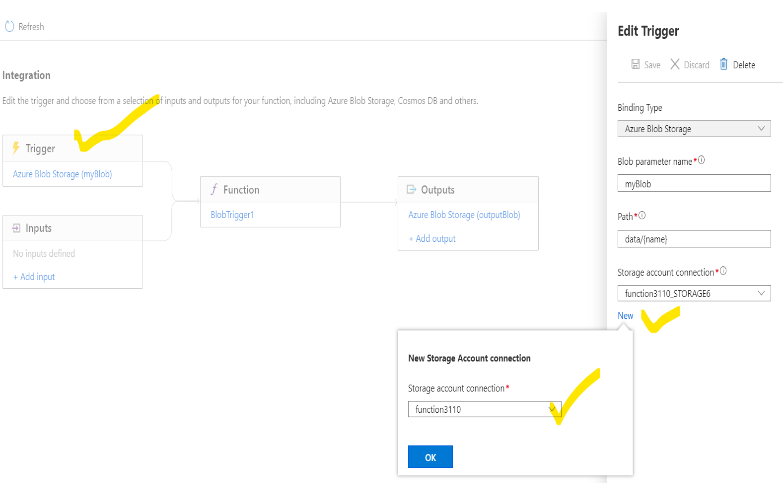 Refresh
Integration
Edit the trigger and choose from a selection of inputs and outputs for your function, including Azure Blob Storage, Cosmos DB and others.
Trigger
Azure Blob Storage (myBlob)
Inputs
No inputs defined
+ Add input
Function
BlobTrigger1
Outputs
Azure Blob Storage (outputBlob)
+ Add output
Edit Trigger
Save Discard Delete
Binding Type
Azure Blob Storage
Blob parameter name*
myBlob
Path*
data/{name}
Storage account connection*
function3110_STORAGE6
New
New Storage Account connection
Storage account connection*
function3110
OK